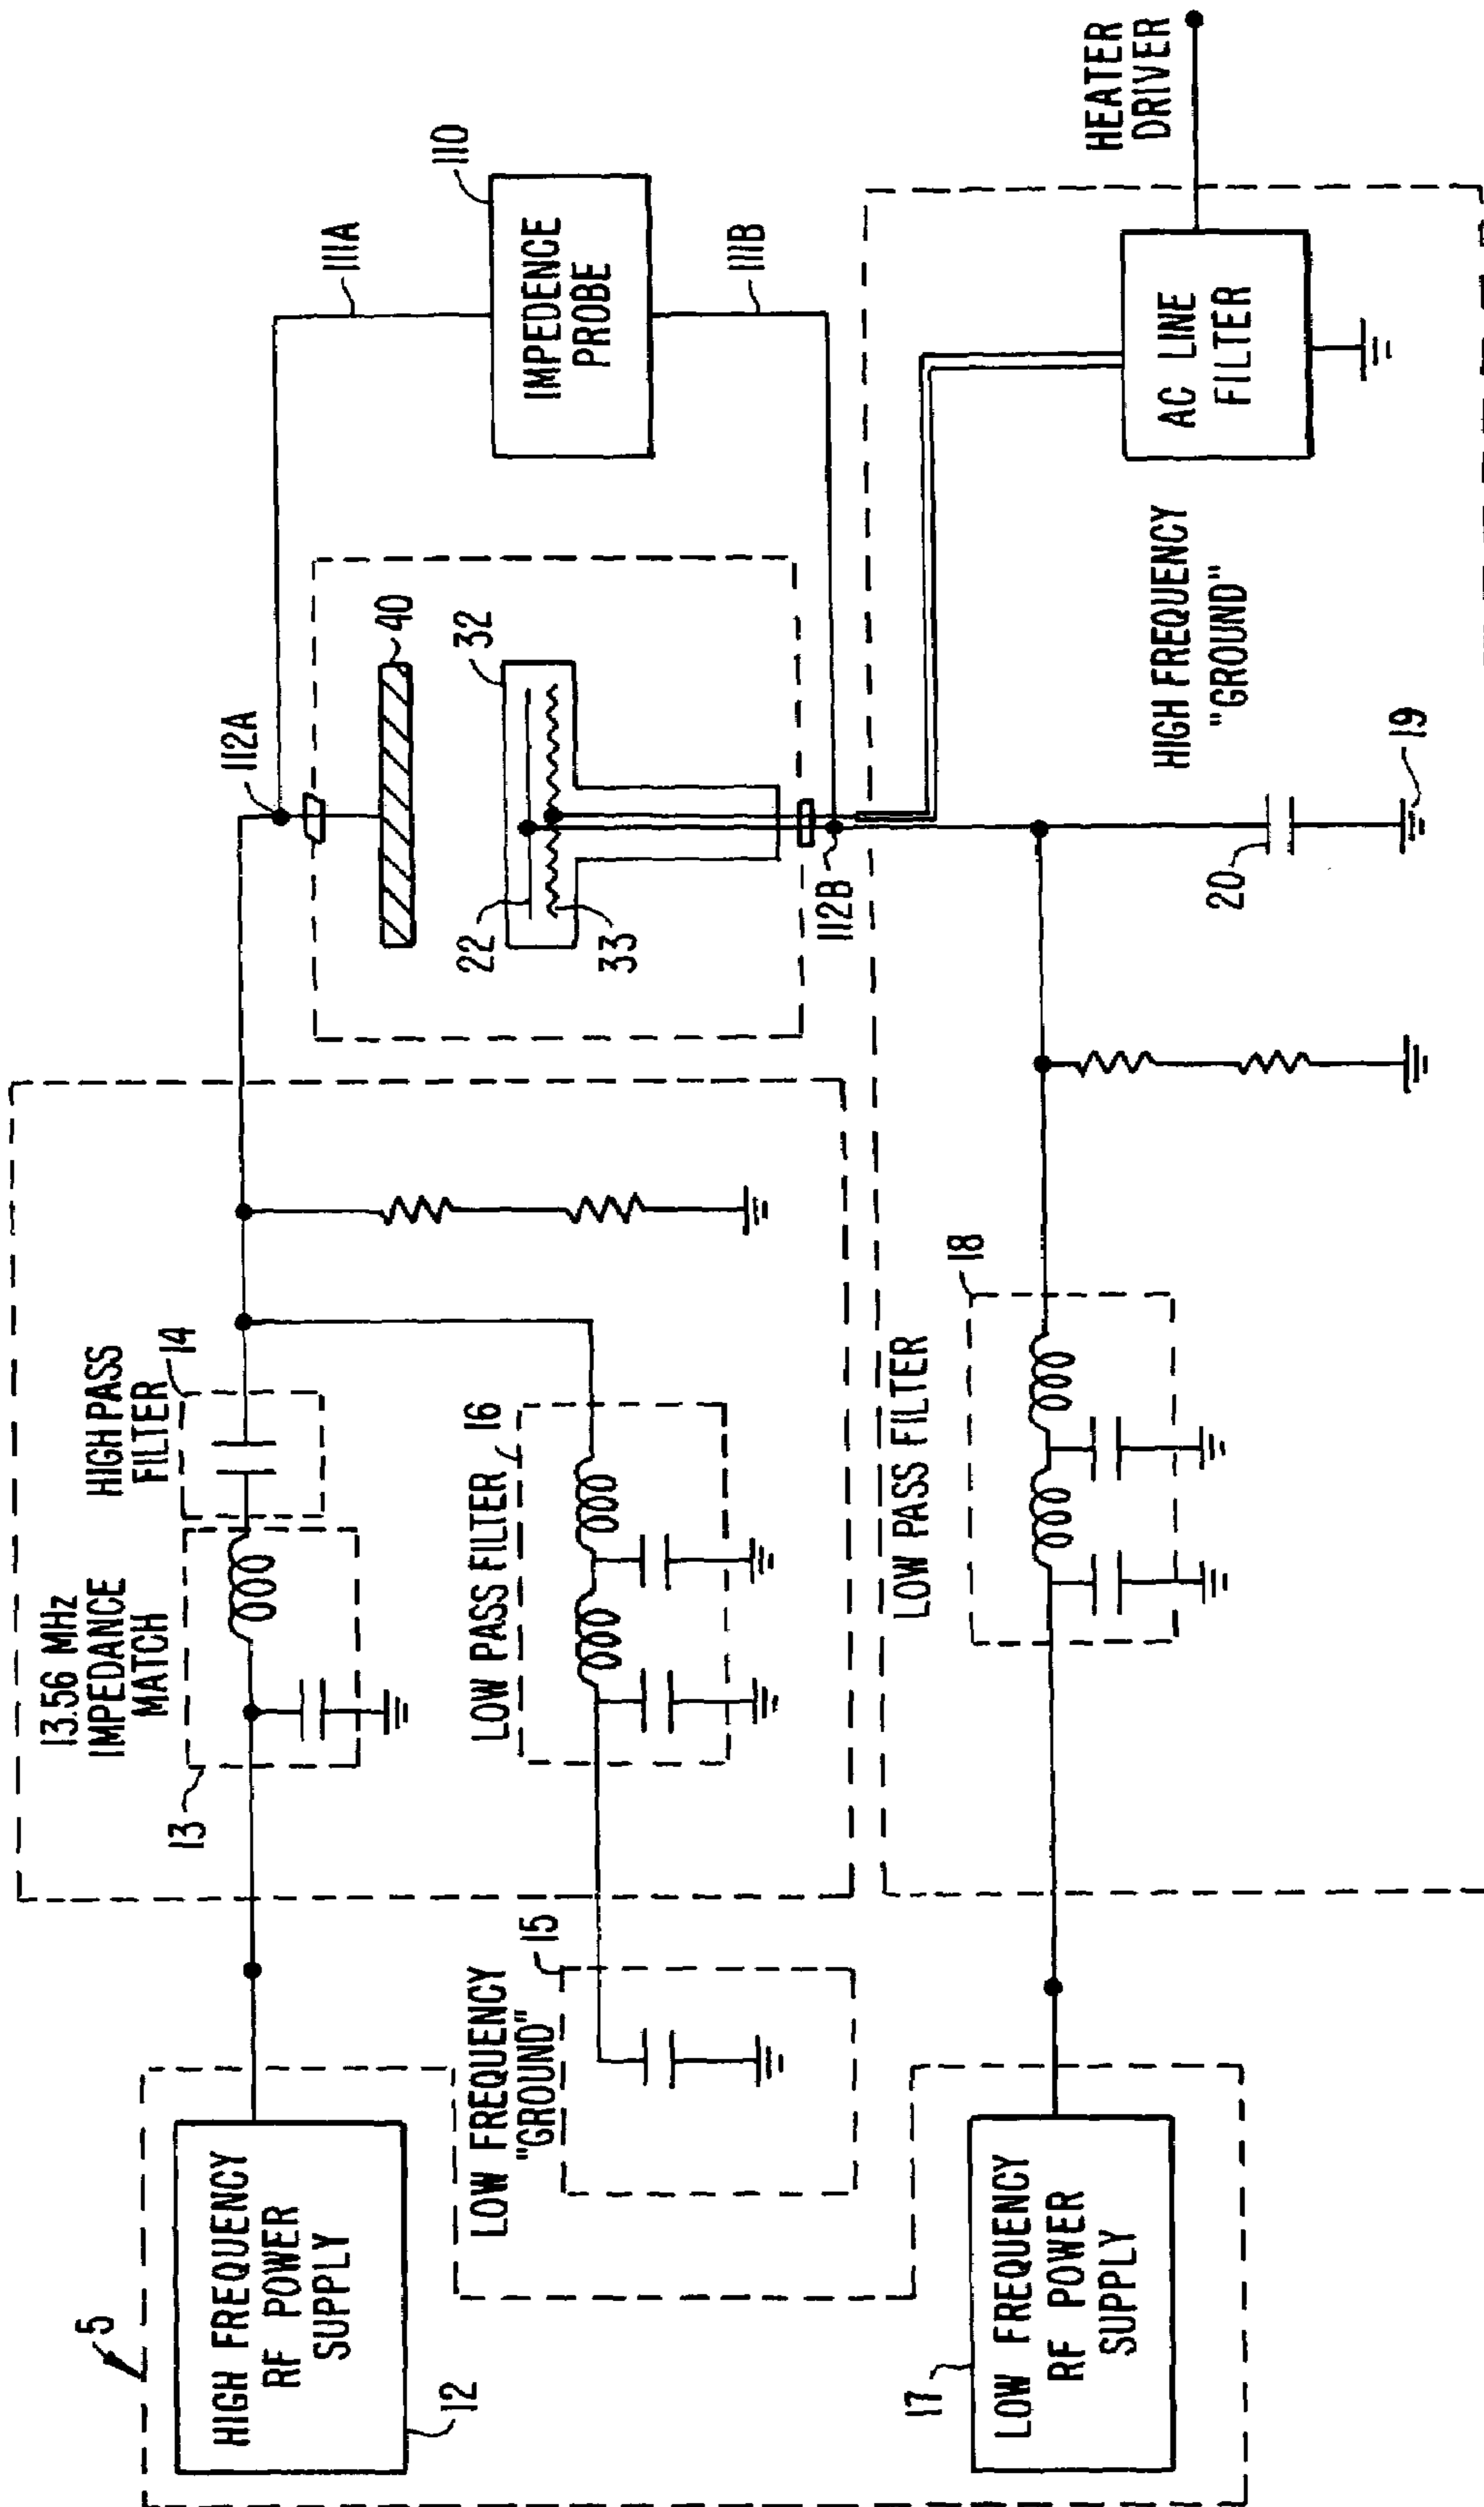 5
HIGH FREQUENCY
RF POWER
SUPPLY
12
13.56 MHz
IMPEDANCE
MATCH
13
HIGH PASS
FILTER
14
LOW FREQUENCY
"GROUND"
15
LOW PASS FILTER
16
112A
40
32
22
33
112B
111A
IMPEDENCE
PROBE
110
111B
LOW FREQUENCY
RF POWER
SUPPLY
17
LOW PASS FILTER
18
20
19
HIGH FREQUENCY
"GROUND"
AC LINE
FILTER
HEATER
DRIVER